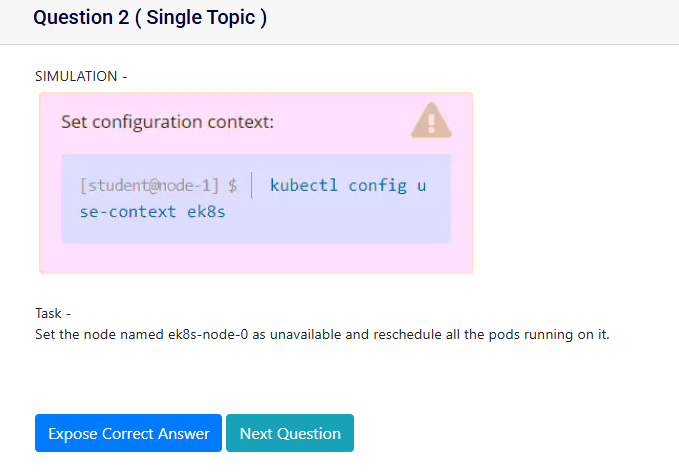 Question 2 ( Single Topic )
SIMULATION -
Set configuration context:
[student@node-1] $ | kubectl config u
se-context ek8s
Task -
Set the node named ek8s-node-0 as unavailable and reschedule all the pods running on it.
Expose Correct Answer
Next Question